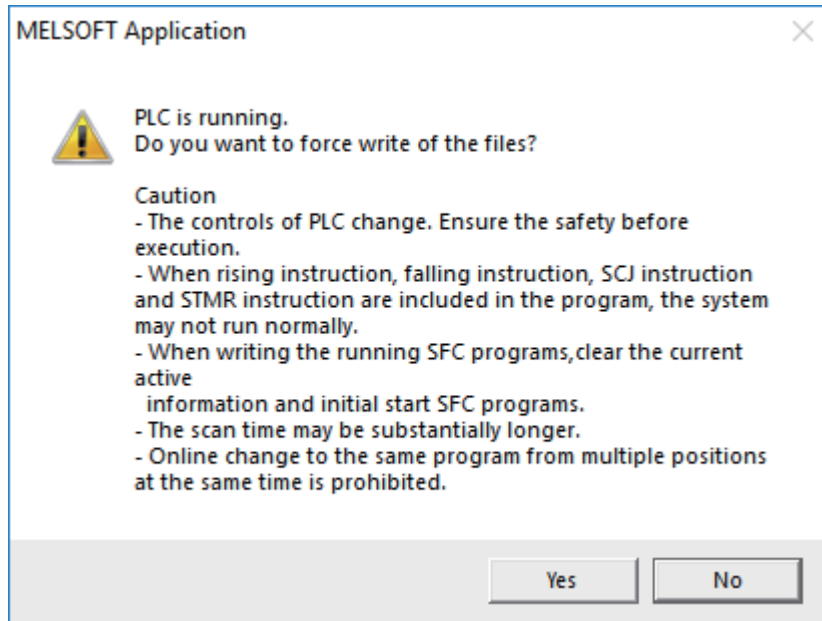 MELSOFT Application
PLC is running.
Do you want to force write of the files?
Caution
- The controls of PLC change. Ensure the safety before
execution.
- When rising instruction, falling instruction, SCJ instruction
and STMR instruction are included in the program, the system
may not run normally.
- When writing the running SFC programs,clear the current
active
information and initial start SFC programs.
- The scan time may be substantially longer.
- Online change to the same program from multiple positions
at the same time is prohibited.
Yes
No